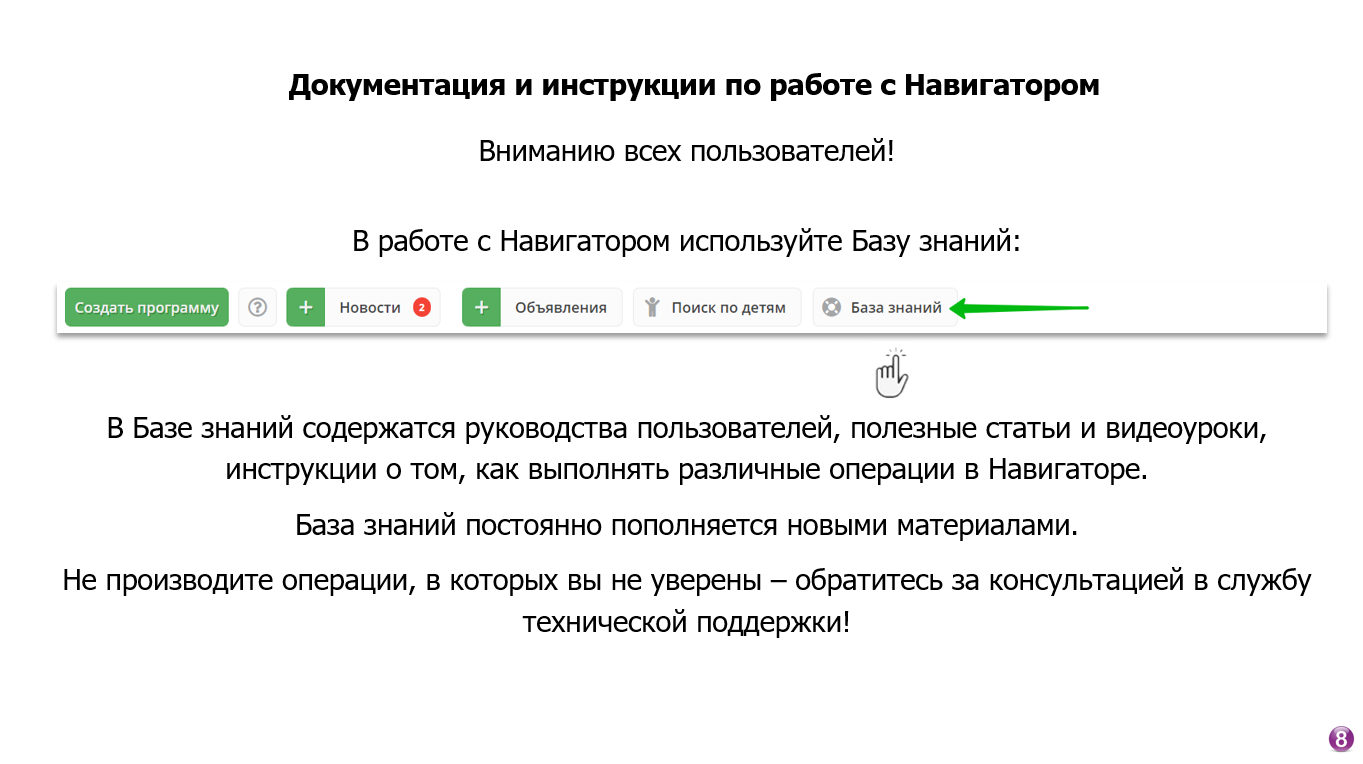 Документация и инструкции по работе с Навигатором
Вниманию всех пользователей!
В работе с Навигатором используйте Базу знаний:
Создать программу ? + Новости 2 + Объявления Поиск по детям База знаний
В Базе знаний содержатся руководства пользователей, полезные статьи и видеоуроки,
инструкции о том, как выполнять различные операции в Навигаторе.
База знаний постоянно пополняется новыми материалами.
Не производите операции, в которых вы не уверены – обратитесь за консультацией в службу
технической поддержки!
8